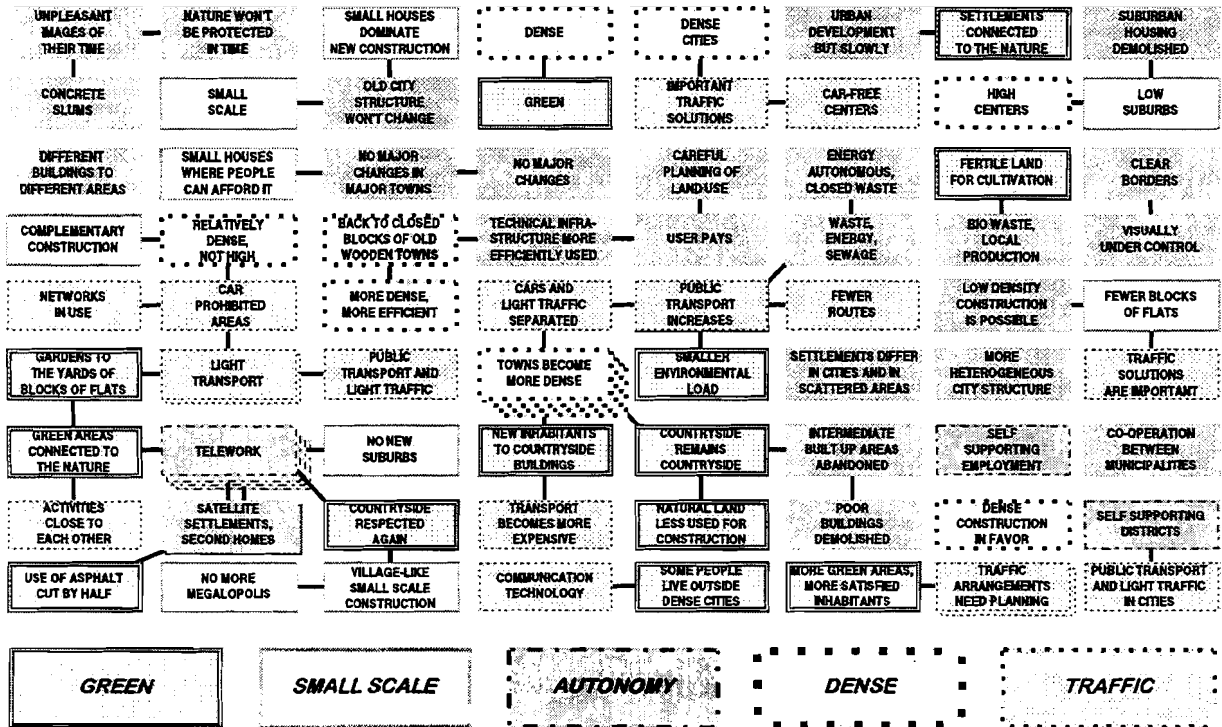 UNPLEASANT
IMAGES OF
THEIR TIME
NATURE WON'T
BE PROTECTED
IN TIME
SMALL HOUSES
DOMINATE
NEW CONSTRUCTION
DENSE
DENSE
CITIES
URBAN
DEVELOPMENT
BUT SLOWLY
SETTLEMENTS
CONNECTED
TO THE NATURE
SUBURBAN
HOUSING
DEMOLISHED
CONCRETE
SLUMS
SMALL
SCALE
OLD CITY
STRUCTURE
WON'T CHANGE
GREEN
IMPORTANT
TRAFFIC
SOLUTIONS
CAR-FREE
CENTERS
HIGH
CENTERS
LOW
SUBURBS
DIFFERENT
BUILDINGS TO
DIFFERENT AREAS
SMALL HOUSES
WHERE PEOPLE
CAN AFFORD IT
NO MAJOR
CHANGES IN
MAJOR TOWNS
NO MAJOR
CHANGES
CAREFUL
PLANNING OF
LAND USE
ENERGY
AUTONOMOUS,
CLOSED WASTE
FERTILE LAND
FOR CULTIVATION
CLEAR
BORDERS
COMPLEMENTARY
CONSTRUCTION
RELATIVELY
DENSE,
NOT HIGH
BACK TO CLOSED
BLOCKS OF OLD
WOODEN TOWNS
TECHNICAL INFRA-
STRUCTURE MORE
EFFICIENTLY USED
USER PAYS
WASTE,
ENERGY,
SEWAGE
BIO WASTE,
LOCAL
PRODUCTION
VISUALLY
UNDER CONTROL
NETWORKS
IN USE
CAR
PROHIBITED
AREAS
MORE DENSE,
MORE EFFICIENT
CARS AND
LIGHT TRAFFIC
SEPARATED
PUBLIC
TRANSPORT
INCREASES
FEWER
ROUTES
LOW DENSITY
CONSTRUCTION
IS POSSIBLE
FEWER BLOCKS
OF FLATS
GARDENS TO
THE YARDS OF
BLOCKS OF FLATS
LIGHT
TRANSPORT
PUBLIC
TRANSPORT AND
LIGHT TRAFFIC
TOWNS BECOME
MORE DENSE
SMALLER
ENVIRONMENTAL
LOAD
SETTLEMENTS DIFFER
IN CITIES AND IN
SCATTERED AREAS
MORE
HETEROGENEOUS
CITY STRUCTURE
TRAFFIC
SOLUTIONS
ARE IMPORTANT
GREEN AREAS
CONNECTED TO
THE NATURE
TELEWORK
NO NEW
SUBURBS
NEW INHABITANTS
TO COUNTRYSIDE
BUILDINGS
COUNTRYSIDE
REMAINS
COUNTRYSIDE
INTERMEDIATE
BUILT UP AREAS
ABANDONED
SELF
SUPPORTING
EMPLOYMENT
CO-OPERATION
BETWEEN
MUNICIPALITIES
ACTIVITIES
CLOSE TO
EACH OTHER
SATELLITE
SETTLEMENTS,
SECOND HOMES
COUNTRYSIDE
RESPECTED
AGAIN
TRANSPORT
BECOMES MORE
EXPENSIVE
NATURAL LAND
LESS USED FOR
CONSTRUCTION
POOR
BUILDINGS
DEMOLISHED
DENSE
CONSTRUCTION
IN FAVOR
SELF SUPPORTING
DISTRICTS
USE OF ASPHALT
CUT BY HALF
NO MORE
MEGALOPOLIS
VILLAGE-LIKE
SMALL SCALE
CONSTRUCTION
COMMUNICATION
TECHNOLOGY
SOME PEOPLE
LIVE OUTSIDE
DENSE CITIES
MORE GREEN AREAS,
MORE SATISFIED
INHABITANTS
TRAFFIC
ARRANGEMENTS
NEED PLANNING
PUBLIC TRANSPORT
AND LIGHT TRAFFIC
IN CITIES
GREEN
SMALL SCALE
AUTONOMY
DENSE
TRAFFIC